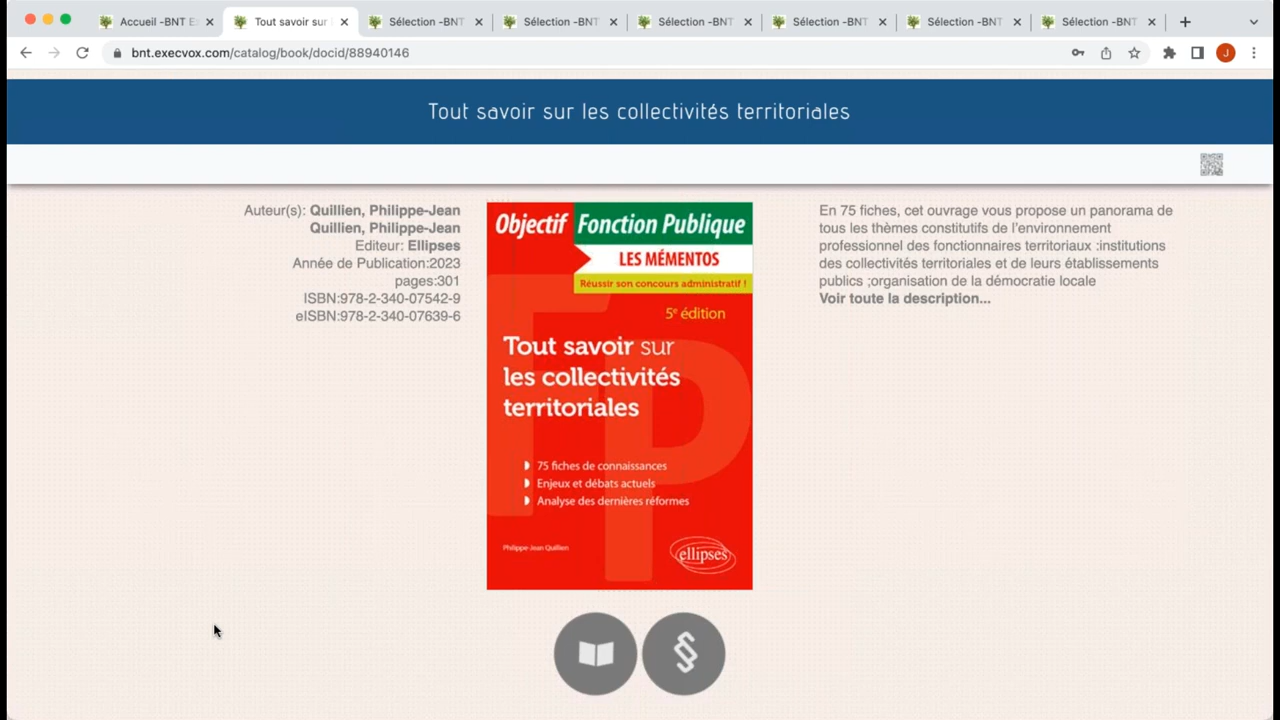 Accueil -BNT Es
Tout savoir sur l
Sélection -BNT
Sélection -BNT
Sélection -BNT
Sélection -BNT
Sélection -BNT
Sélection -BNT
bnt.execvox.com/catalog/book/docid/88940146
J
Tout savoir sur les collectivités territoriales
Auteur(s): Quillien, Philippe-Jean
Quillien, Philippe-Jean
Editeur: Ellipses
Année de Publication:2023
pages:301
ISBN:978-2-340-07542-9
eISBN:978-2-340-07639-6
Objectif Fonction Publique
LES MÉMENTOS
Réussir son concours administratif !
5e édition
Tout savoir sur
les collectivités
territoriales
75 fiches de connaissances
Enjeux et débats actuels
Analyse des dernières réformes
Philippe-Jean Quillien
ellipses
En 75 fiches, cet ouvrage vous propose un panorama de
tous les thèmes constitutifs de l'environnement
professionnel des fonctionnaires territoriaux :institutions
des collectivités territoriales et de leurs établissements
publics ;organisation de la démocratie locale
Voir toute la description...
§